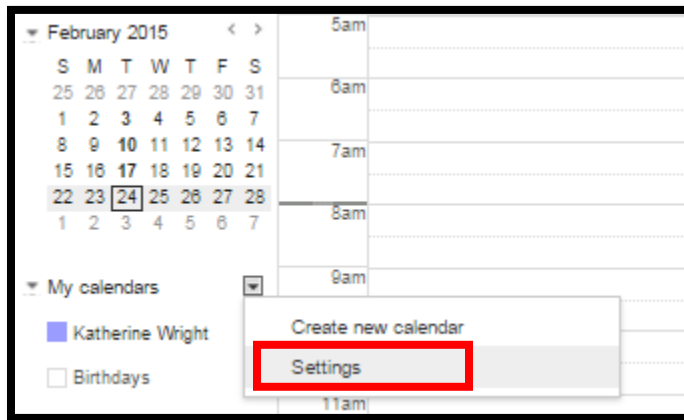 February 2015 < >
S M T W T F S
25 26 27 28 29 30 31
1 2 3 4 5 6 7
8 9 10 11 12 13 14
15 16 17 18 19 20 21
22 23 24 25 26 27 28
1 2 3 4 5 6 7
My calendars
Katherine Wright
Birthdays
Create new calendar
Settings
5am
6am
7am
8am
9am
11am